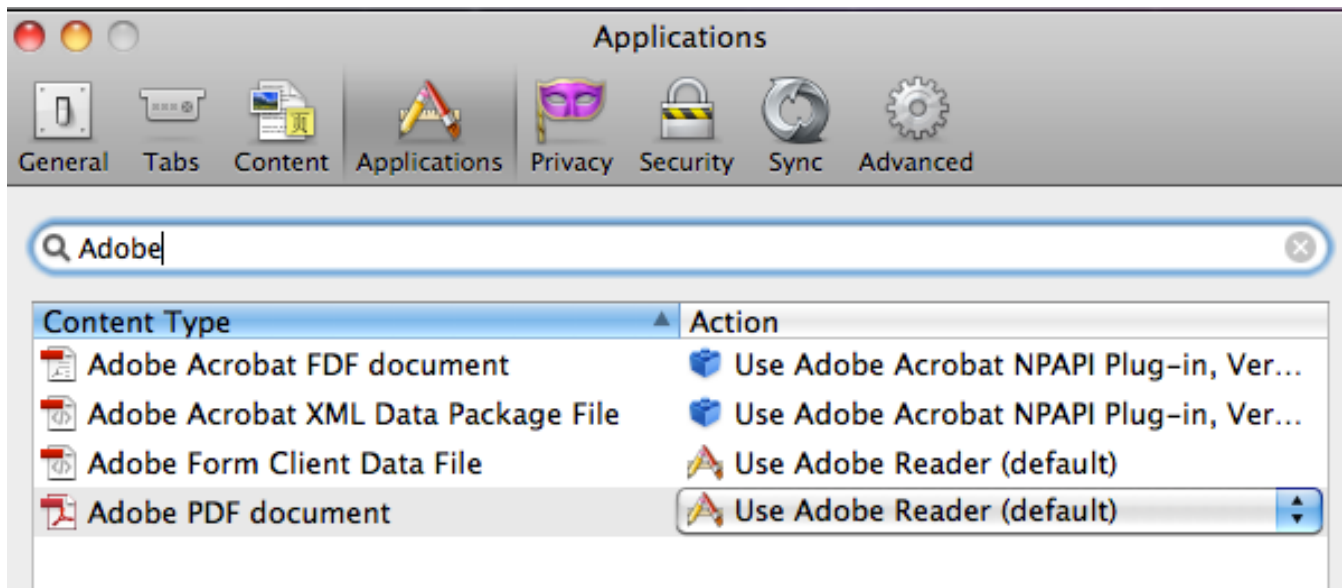 Applications
General Tabs Content Applications Privacy Security Sync Advanced
Adobe
Content Type Action
Adobe Acrobat FDF document Use Adobe Acrobat NPAPI Plug-in, Ver...
Adobe Acrobat XML Data Package File Use Adobe Acrobat NPAPI Plug-in, Ver...
Adobe Form Client Data File Use Adobe Reader (default)
Adobe PDF document Use Adobe Reader (default)